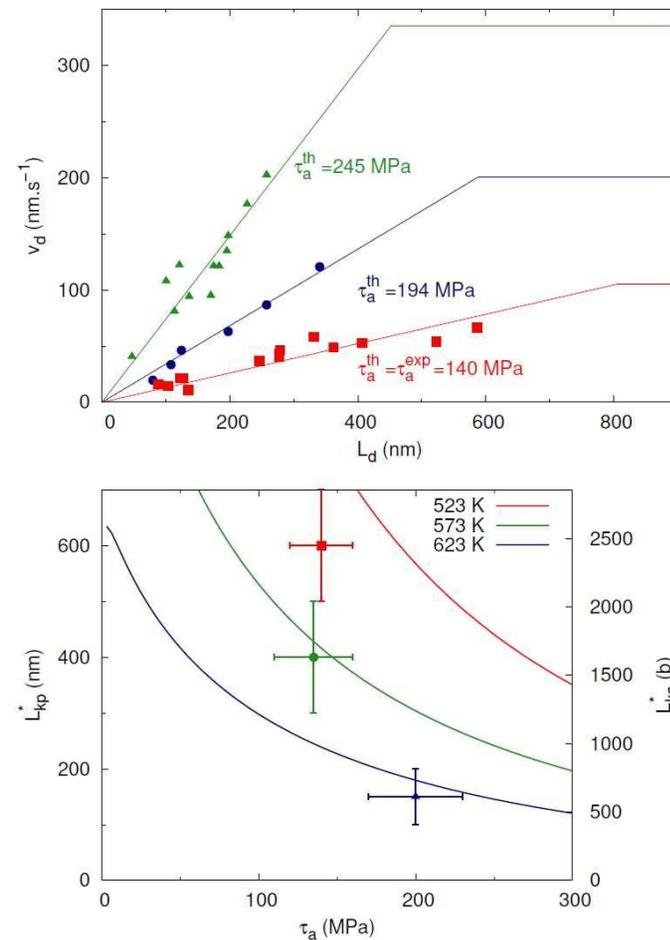 300
200
100
0
v_d (nm.s⁻¹)
τ_a^th =245 MPa
τ_a^th =194 MPa
τ_a^th =τ_a^exp =140 MPa
0 200 400 600 800
L_d (nm)
523 K
573 K
623 K
600
400
200
0
L*_kp (nm)
2500
2000
1500
1000
500
0
(b)
0 100 200 300
τ_a (MPa)